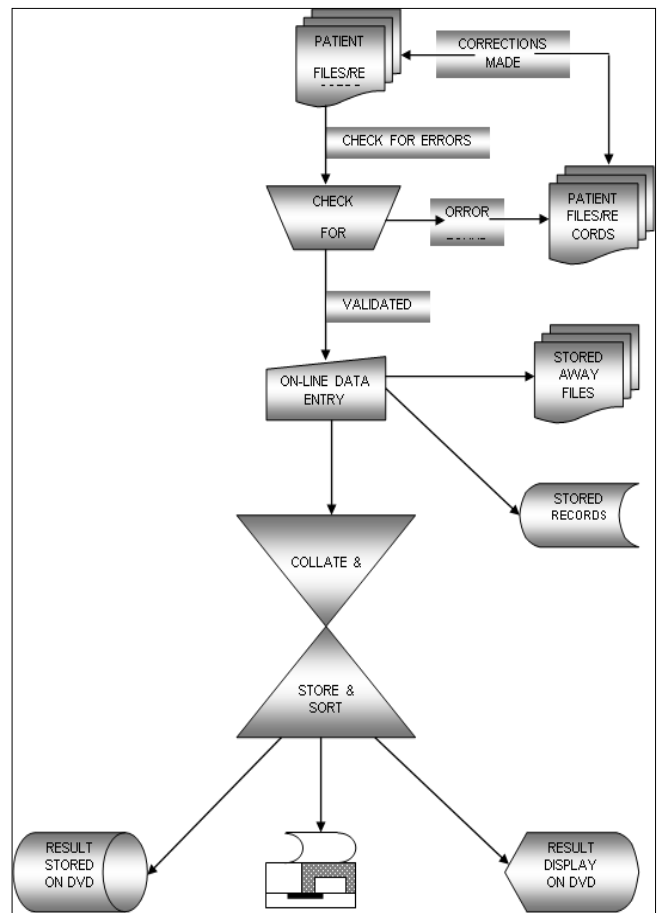 PATIENT
FILES/RE
CORRECTIONS
MADE
CHECK FOR ERRORS
CHECK
FOR
ORROR
PATIENT
FILES/RE
CORDS
VALIDATED
ON-LINE DATA
ENTRY
STORED
AWAY
FILES
STORED
RECORDS
COLLATE &
STORE &
SORT
RESULT
STORED
ON DVD
RESULT
DISPLAY
ON DVD